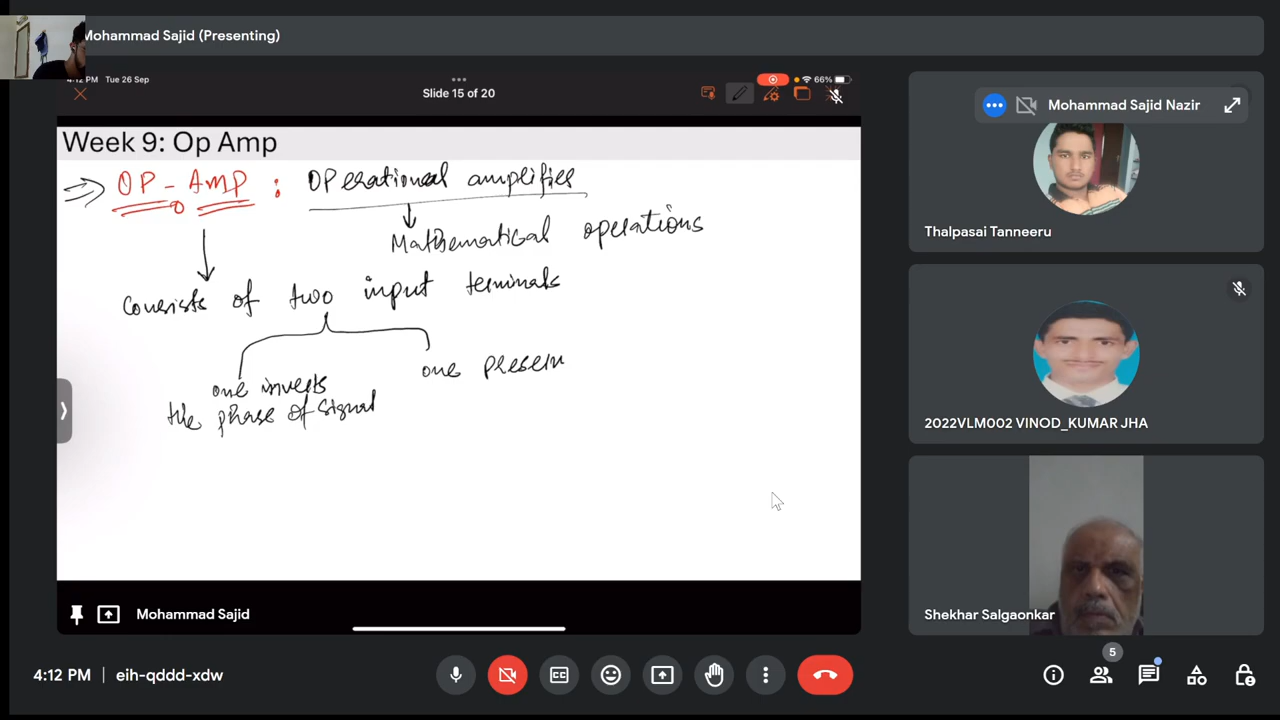 Mohammad Sajid (Presenting)
4:12 PM Tue 26 Sep
66%
Slide 15 of 20
Week 9: Op Amp
OP-AMP : OPerational amplifier
Mathematical operations
Consists of two input terminals
one inverts
the phase of signal
one presern
Mohammad Sajid
Mohammad Sajid Nazir
Thalpasai Tanneeru
2022VLM002 VINOD_KUMAR JHA
Shekhar Salgaonkar
4:12 PM | eih-qddd-xdw
5